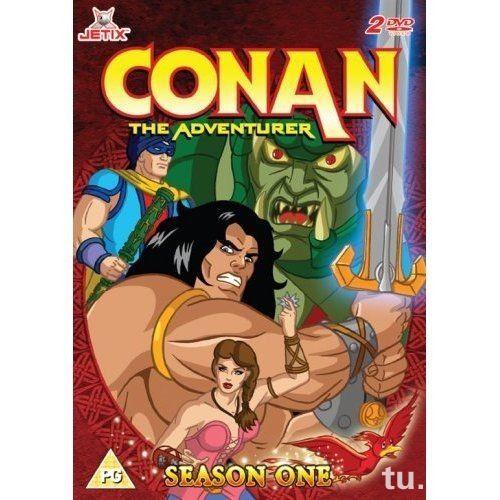 JETIX
2 DVD
CONAN
THE ADVENTURER
PG
SEASON ONE
tu.